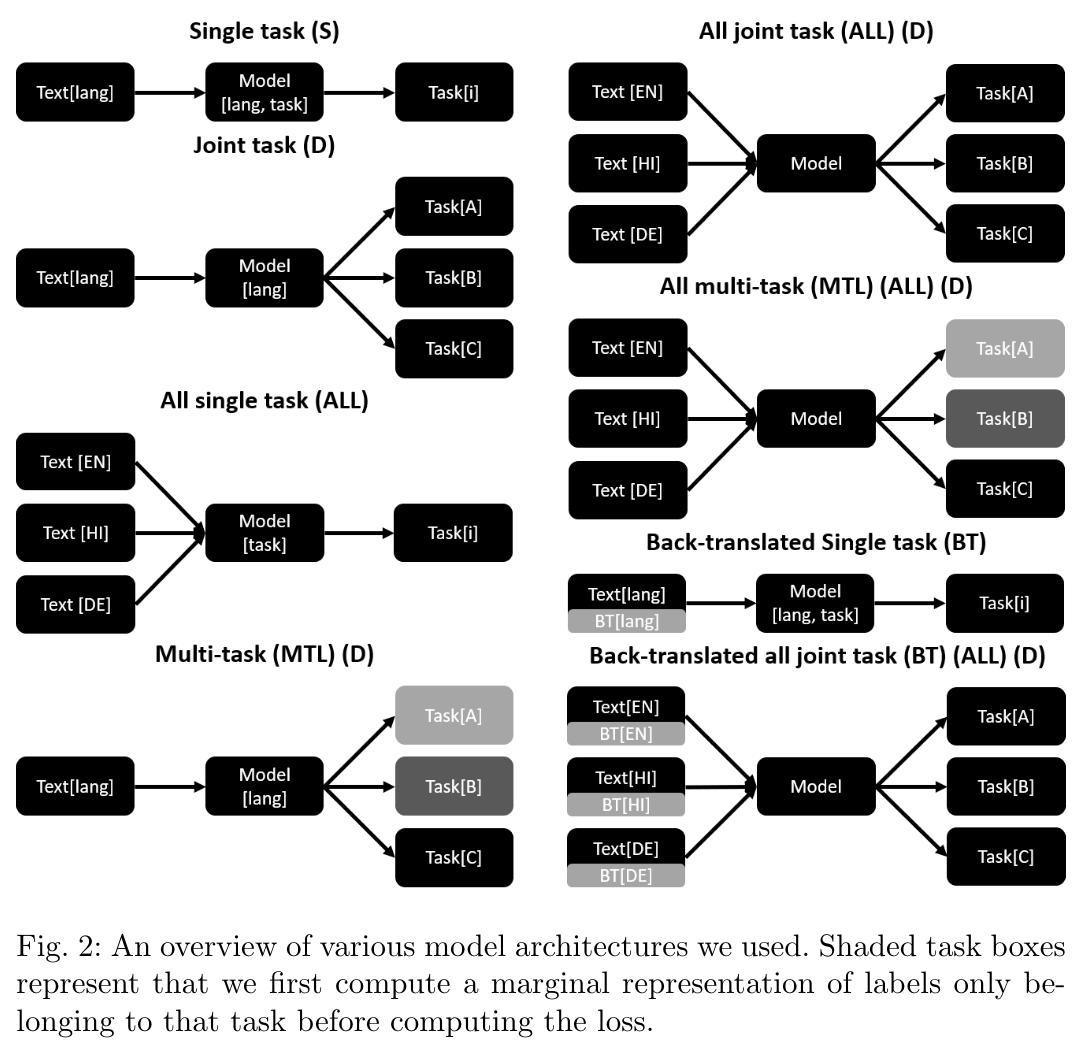 Single task (S)
Text[lang]
Model
[lang, task]
Task[i]
Joint task (D)
Text[lang]
Model
[lang]
Task[A]
Task[B]
Task[C]
All single task (ALL)
Text [EN]
Text [HI]
Text [DE]
Model
[task]
Task[i]
Multi-task (MTL) (D)
Text[lang]
Model
[lang]
Task[A]
Task[B]
Task[C]
All joint task (ALL) (D)
Text [EN]
Text [HI]
Text [DE]
Model
Task[A]
Task[B]
Task[C]
All multi-task (MTL) (ALL) (D)
Text [EN]
Text [HI]
Text [DE]
Model
Task[A]
Task[B]
Task[C]
Back-translated Single task (BT)
Text[lang]
BT[lang]
Model
[lang, task]
Task[i]
Back-translated all joint task (BT) (ALL) (D)
Text[EN]
BT[EN]
Text[HI]
BT[HI]
Text[DE]
BT[DE]
Model
Task[A]
Task[B]
Task[C]
Fig. 2: An overview of various model architectures we used. Shaded task boxes
represent that we first compute a marginal representation of labels only be-
longing to that task before computing the loss.